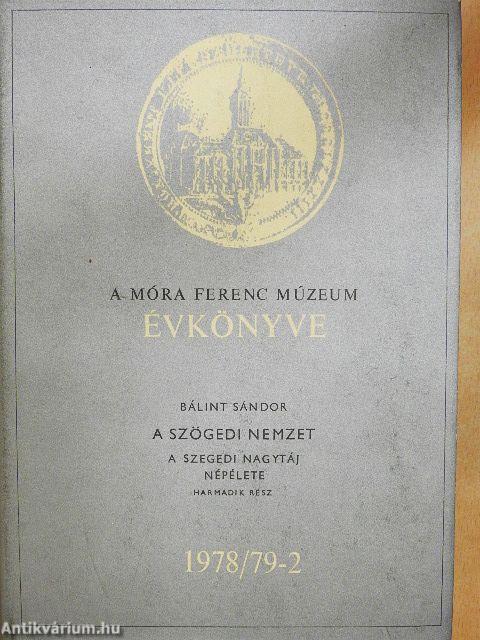 A MÓRA FERENC MÚZEUM
ÉVKÖNYVE
BÁLINT SÁNDOR
A SZÖGEDI NEMZET
A SZEGEDI NAGYTÁJ
NÉPÉLETE
HARMADIK RÉSZ
1978/79-2
Antikvárium.hu